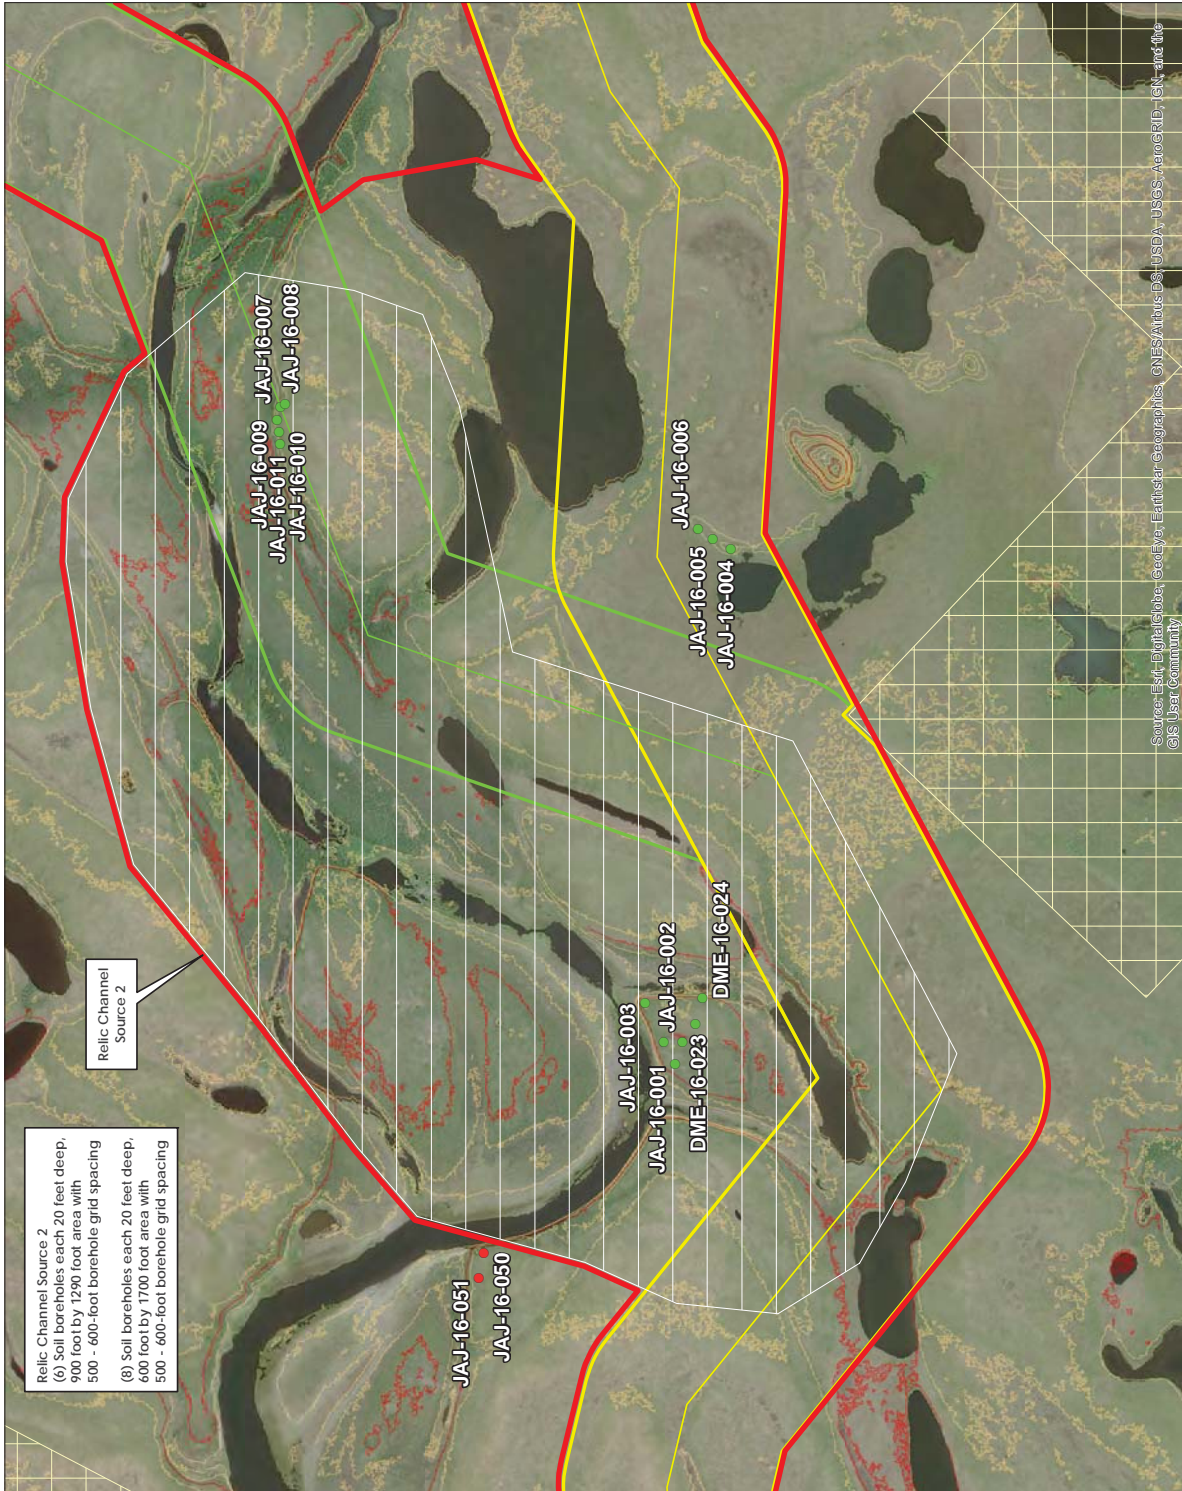 Relic Channel Source 2
(6) Soil boreholes each 20 feet deep,
900 foot by 1290 foot area with
500 - 600-foot borehole grid spacing
(8) Soil boreholes each 20 feet deep,
600 foot by 1700 foot area with
500 - 600-foot borehole grid spacing
Relic Channel
Source 2
JAJ-16-051
JAJ-16-050
JAJ-16-003
JAJ-16-002
JAJ-16-001
DME-16-023
DME-16-024
JAJ-16-007
JAJ-16-008
JAJ-16-009
JAJ-16-011
JAJ-16-010
JAJ-16-006
JAJ-16-005
JAJ-16-004
Source: Esri, DigitalGlobe, GeoEye, Earthstar Geographics, CNES/Airbus DS, USDA, USGS, AeroGRID, IGN, and the
GIS User Community